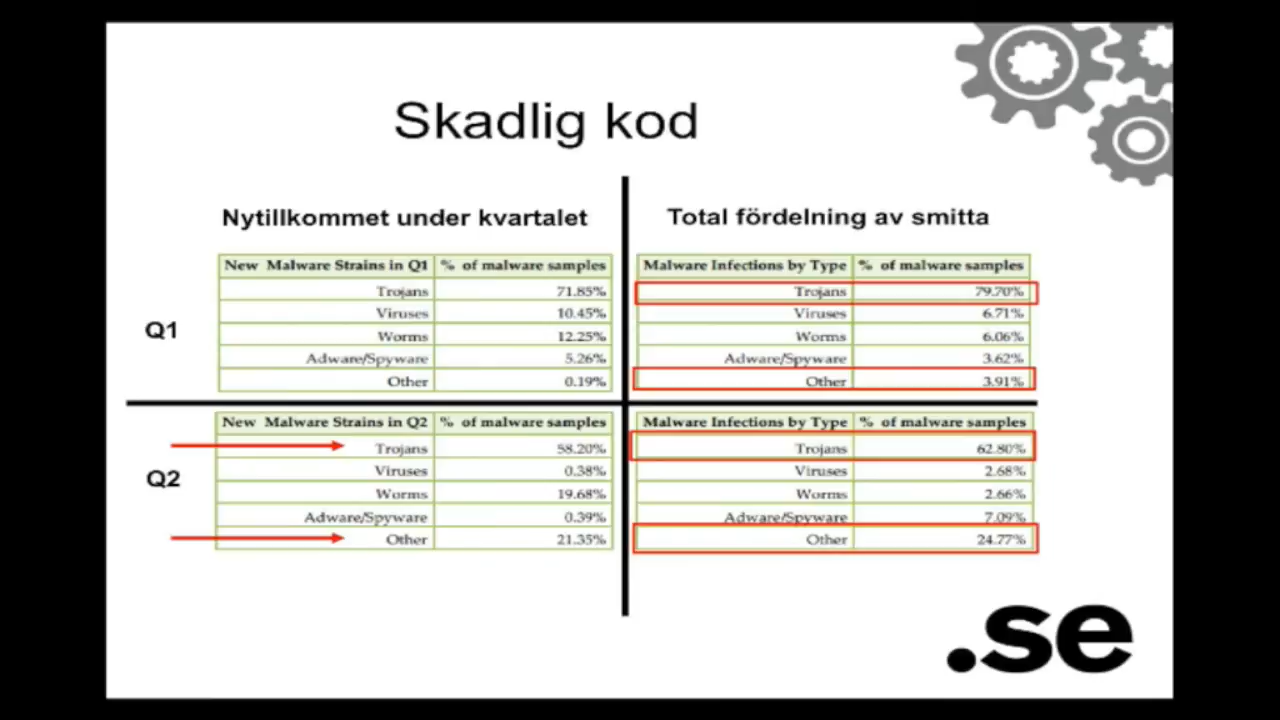 Skadlig kod
Nytillkommet under kvartalet
Total fördelning av smitta
Q1
New Malware Strains in Q1 % of malware samples
Trojans 71.85%
Viruses 10.45%
Worms 12.25%
Adware/Spyware 5.26%
Other 0.19%
Malware Infections by Type % of malware samples
Trojans 79.70%
Viruses 6.71%
Worms 6.06%
Adware/Spyware 3.62%
Other 3.91%
Q2
New Malware Strains in Q2 % of malware samples
Trojans 58.20%
Viruses 0.38%
Worms 19.68%
Adware/Spyware 0.39%
Other 21.35%
Malware Infections by Type % of malware samples
Trojans 62.80%
Viruses 2.68%
Worms 2.66%
Adware/Spyware 7.09%
Other 24.77%
.se